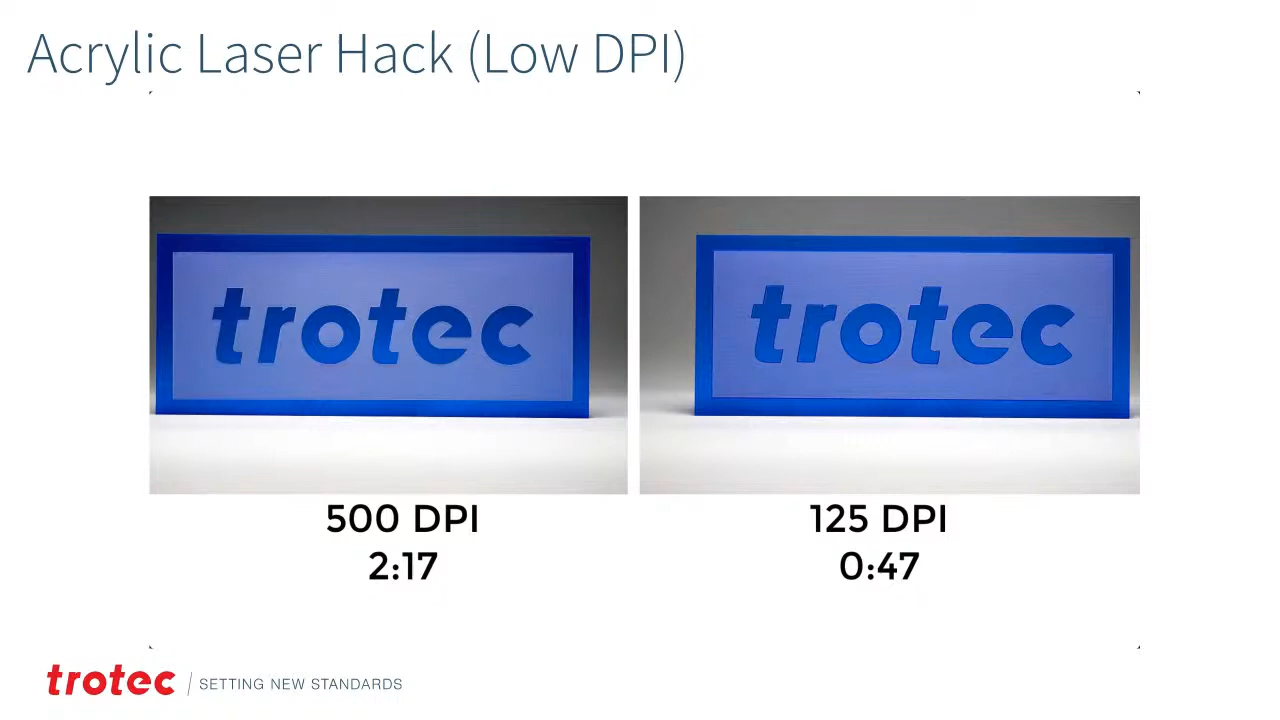 Acrylic Laser Hack (Low DPI)
trotec
trotec
500 DPI
125 DPI
2:17
0:47
trotec / SETTING NEW STANDARDS